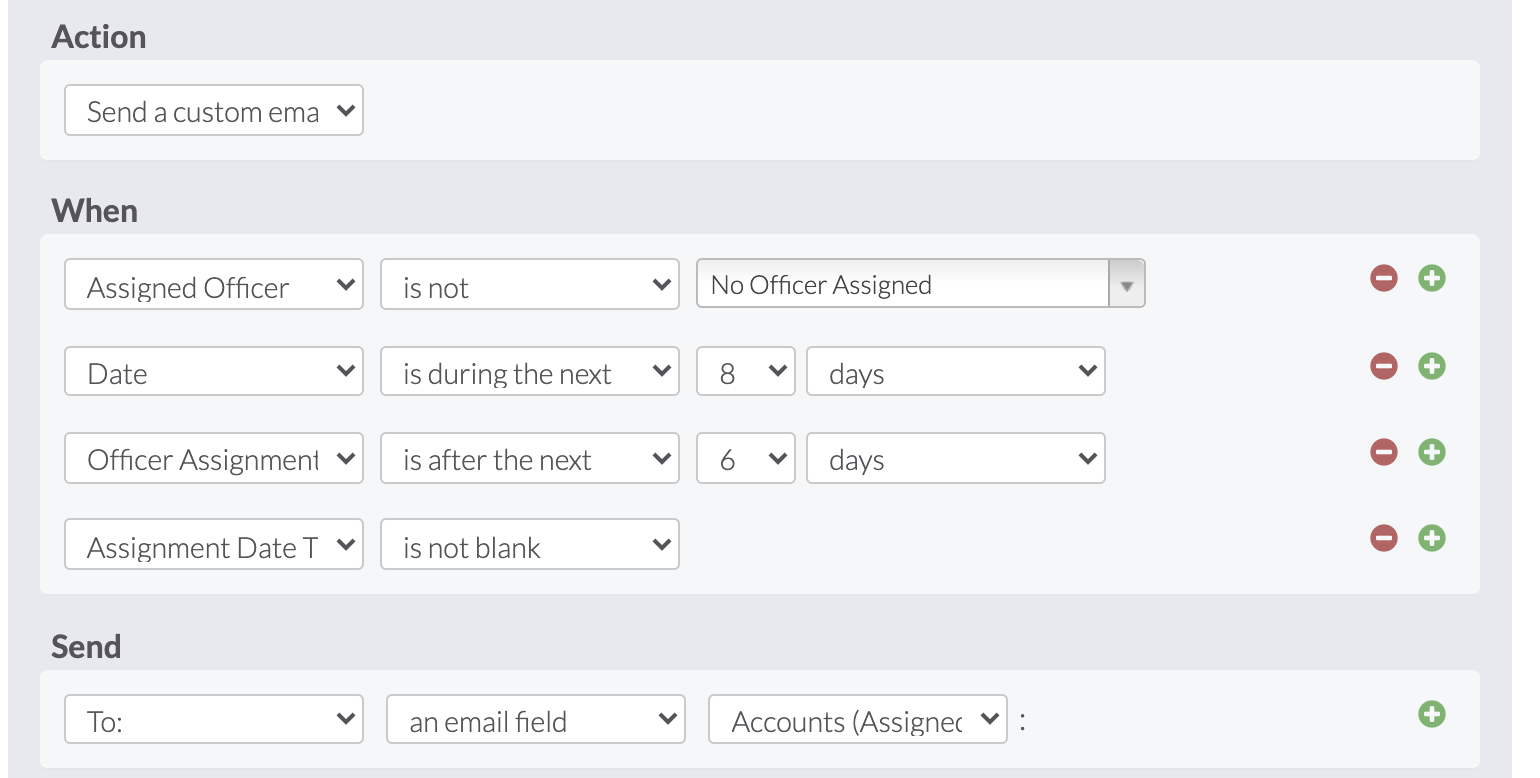 Action
Send a custom ema
When
Assigned Officer is not No Officer Assigned
Date is during the next 8 days
Officer Assignment is after the next 6 days
Assignment Date T is not blank
Send
To: an email field Accounts (Assigned :